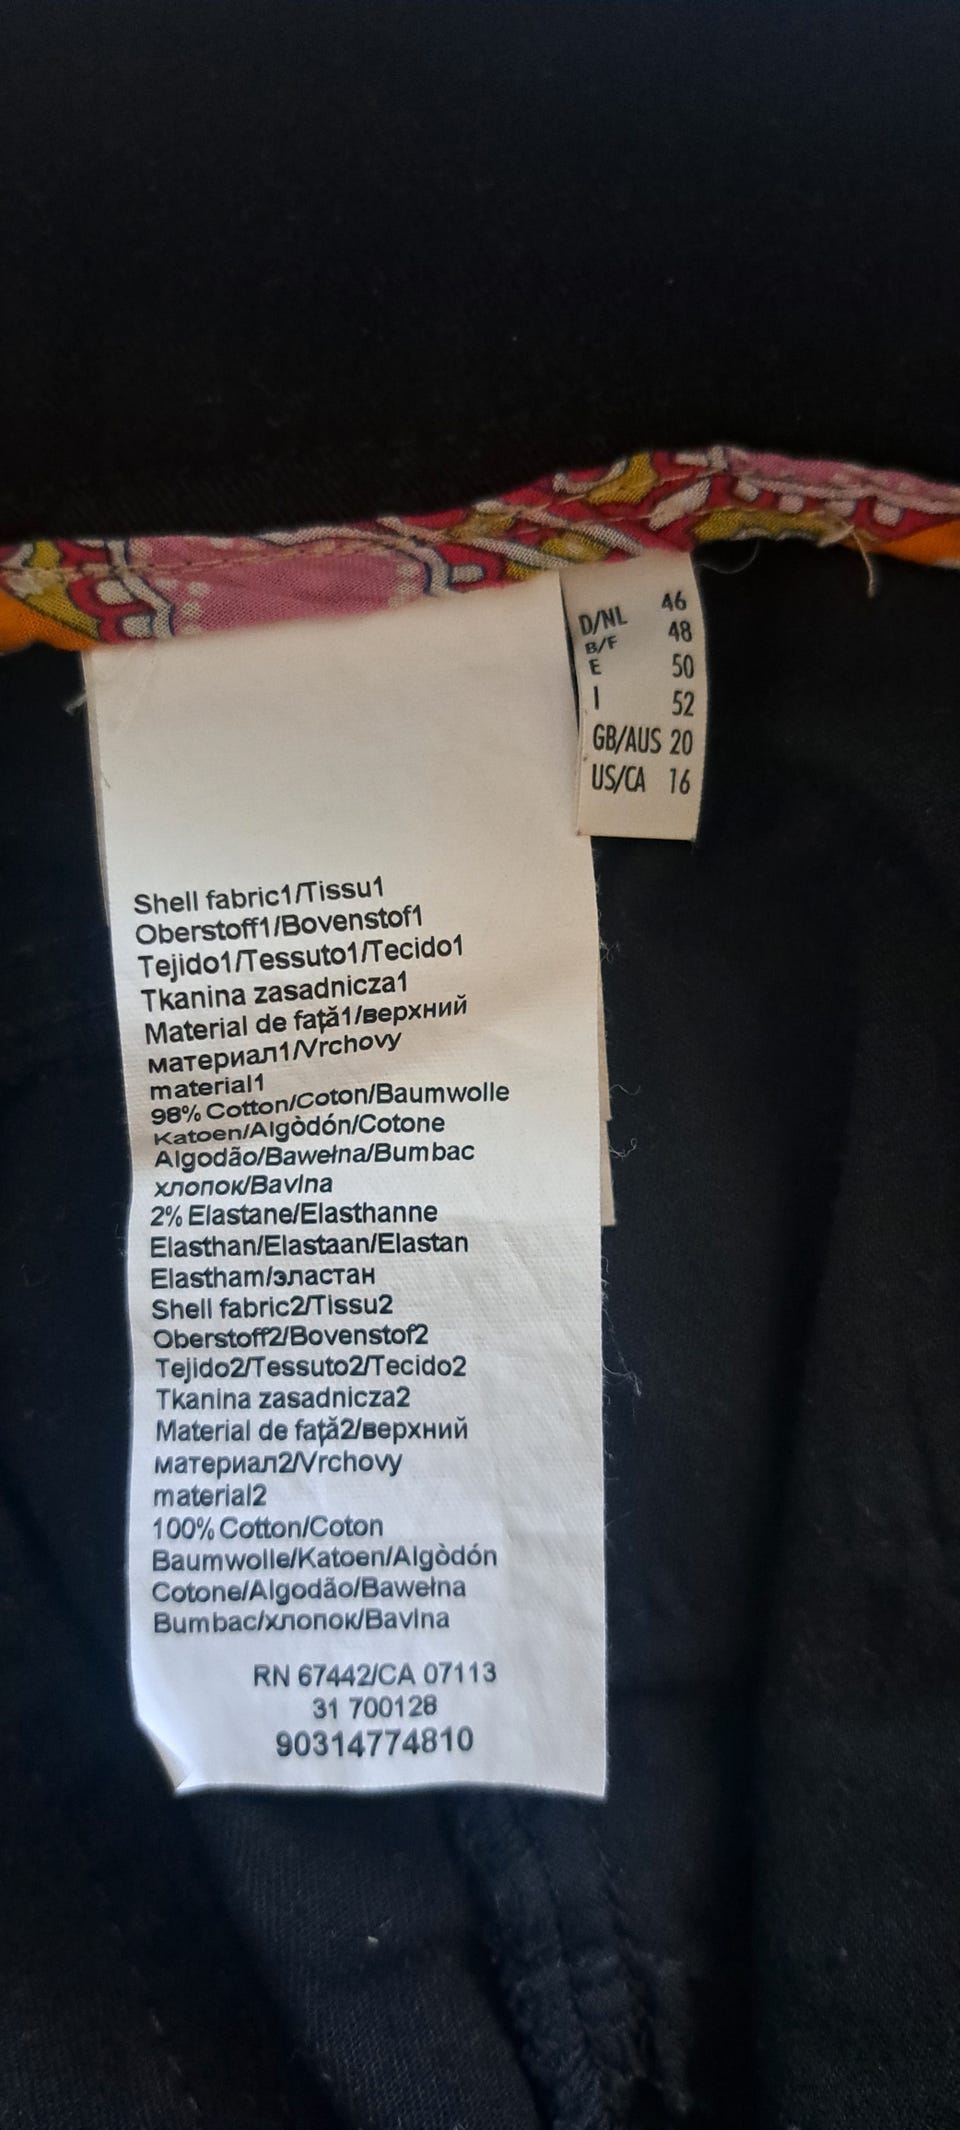 D/NL 46
B/F 48
E 50
I 52
GB/AUS 20
US/CA 16
Shell fabric1/Tissu1
Oberstoff1/Bovenstof1
Tejido1/Tessuto1/Tecido1
Tkanina zasadnicza1
Material de faţă1/верхний
материал1/Vrchovy
material1
98% Cotton/Coton/Baumwolle
Katoen/Algòdón/Cotone
Algodão/Bawełna/Bumbac
хлопок/Bavlna
2% Elastane/Elasthanne
Elasthan/Elastaan/Elastan
Elastham/эластан
Shell fabric2/Tissu2
Oberstoff2/Bovenstof2
Tejido2/Tessuto2/Tecido2
Tkanina zasadnicza2
Material de faţă2/верхний
материал2/Vrchovy
material2
100% Cotton/Coton
Baumwolle/Katoen/Algòdón
Cotone/Algodão/Bawełna
Bumbac/хлопок/Bavlna
RN 67442/CA 07113
31 700128
90314774810